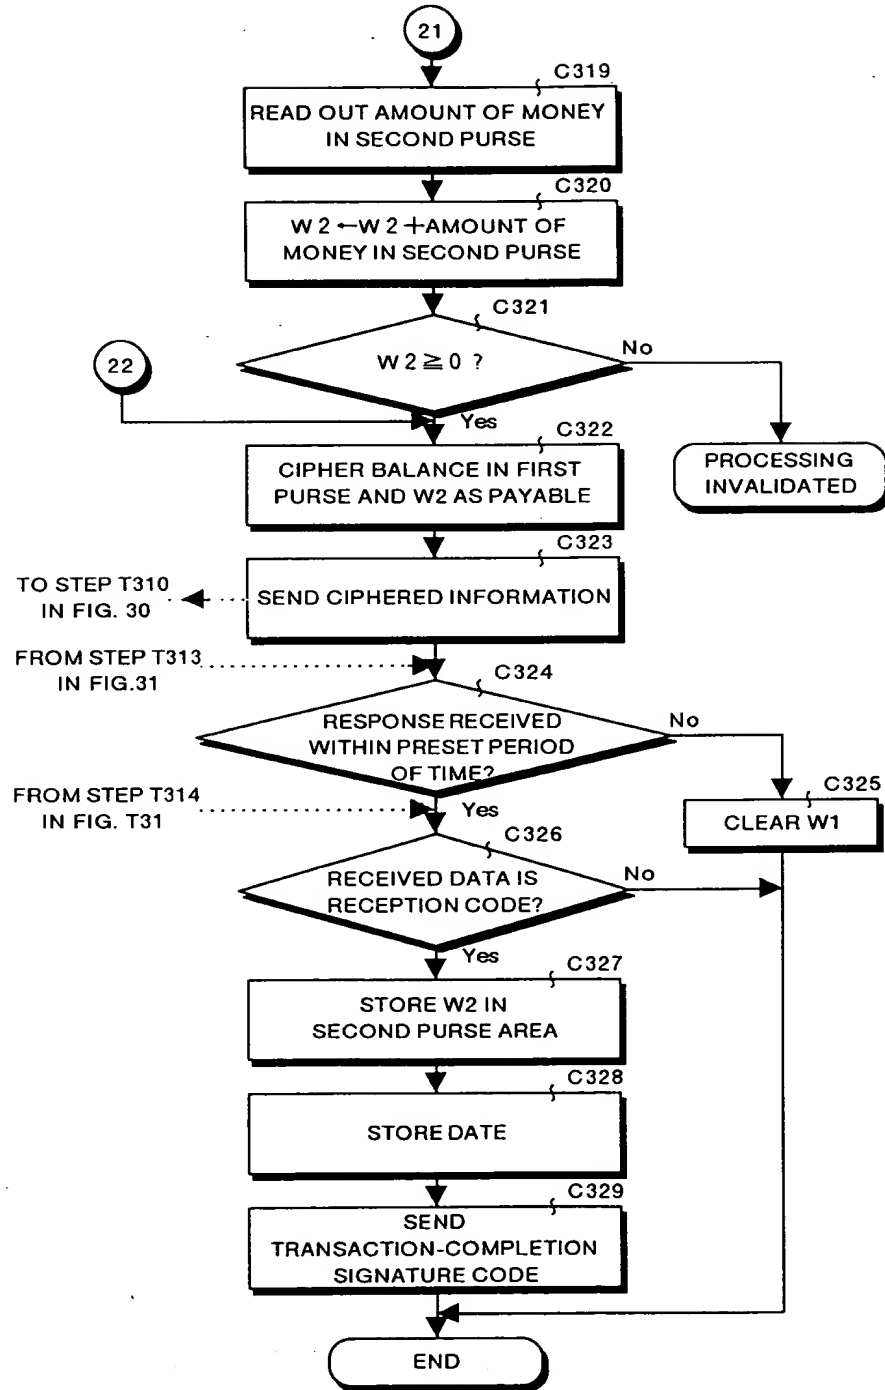 21
C319
READ OUT AMOUNT OF MONEY
IN SECOND PURSE
C320
W2←W2+AMOUNT OF
MONEY IN SECOND PURSE
C321
W2≧0 ?
No
22
Yes
C322
CIPHER BALANCE IN FIRST
PURSE AND W2 AS PAYABLE
PROCESSING
INVALIDATED
C323
SEND CIPHERED INFORMATION
TO STEP T310
IN FIG. 30
FROM STEP T313
IN FIG.31
C324
RESPONSE RECEIVED
WITHIN PRESET PERIOD
OF TIME?
No
C325
CLEAR W1
FROM STEP T314
IN FIG. T31
Yes
C326
RECEIVED DATA IS
RECEPTION CODE?
No
Yes
C327
STORE W2 IN
SECOND PURSE AREA
C328
STORE DATE
C329
SEND
TRANSACTION-COMPLETION
SIGNATURE CODE
END